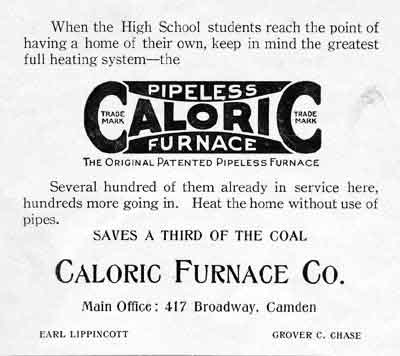 When the High School students reach the point of
having a home of their own, keep in mind the greatest
full heating system—the
PIPELESS
TRADE MARK CALORIC TRADE MARK
FURNACE
THE ORIGINAL PATENTED PIPELESS FURNACE
Several hundred of them already in service here,
hundreds more going in. Heat the home without use of
pipes.
SAVES A THIRD OF THE COAL
CALORIC FURNACE CO.
Main Office: 417 Broadway, Camden
EARL LIPPINCOTT GROVER C. CHASE